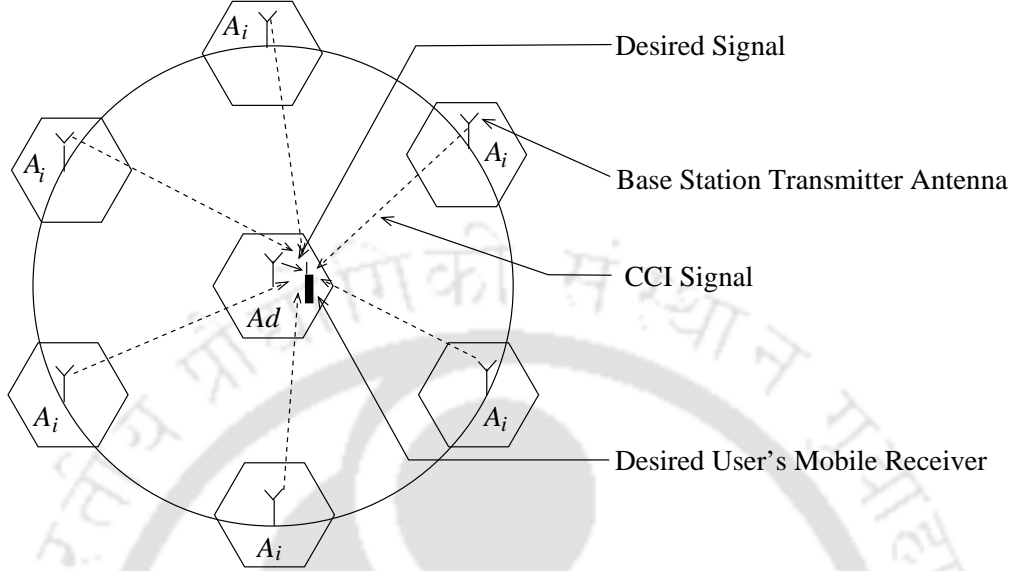 A_i
Desired Signal
A_i
A_i
Base Station Transmitter Antenna
CCI Signal
Ad
A_i
A_i
Desired User's Mobile Receiver
A_i